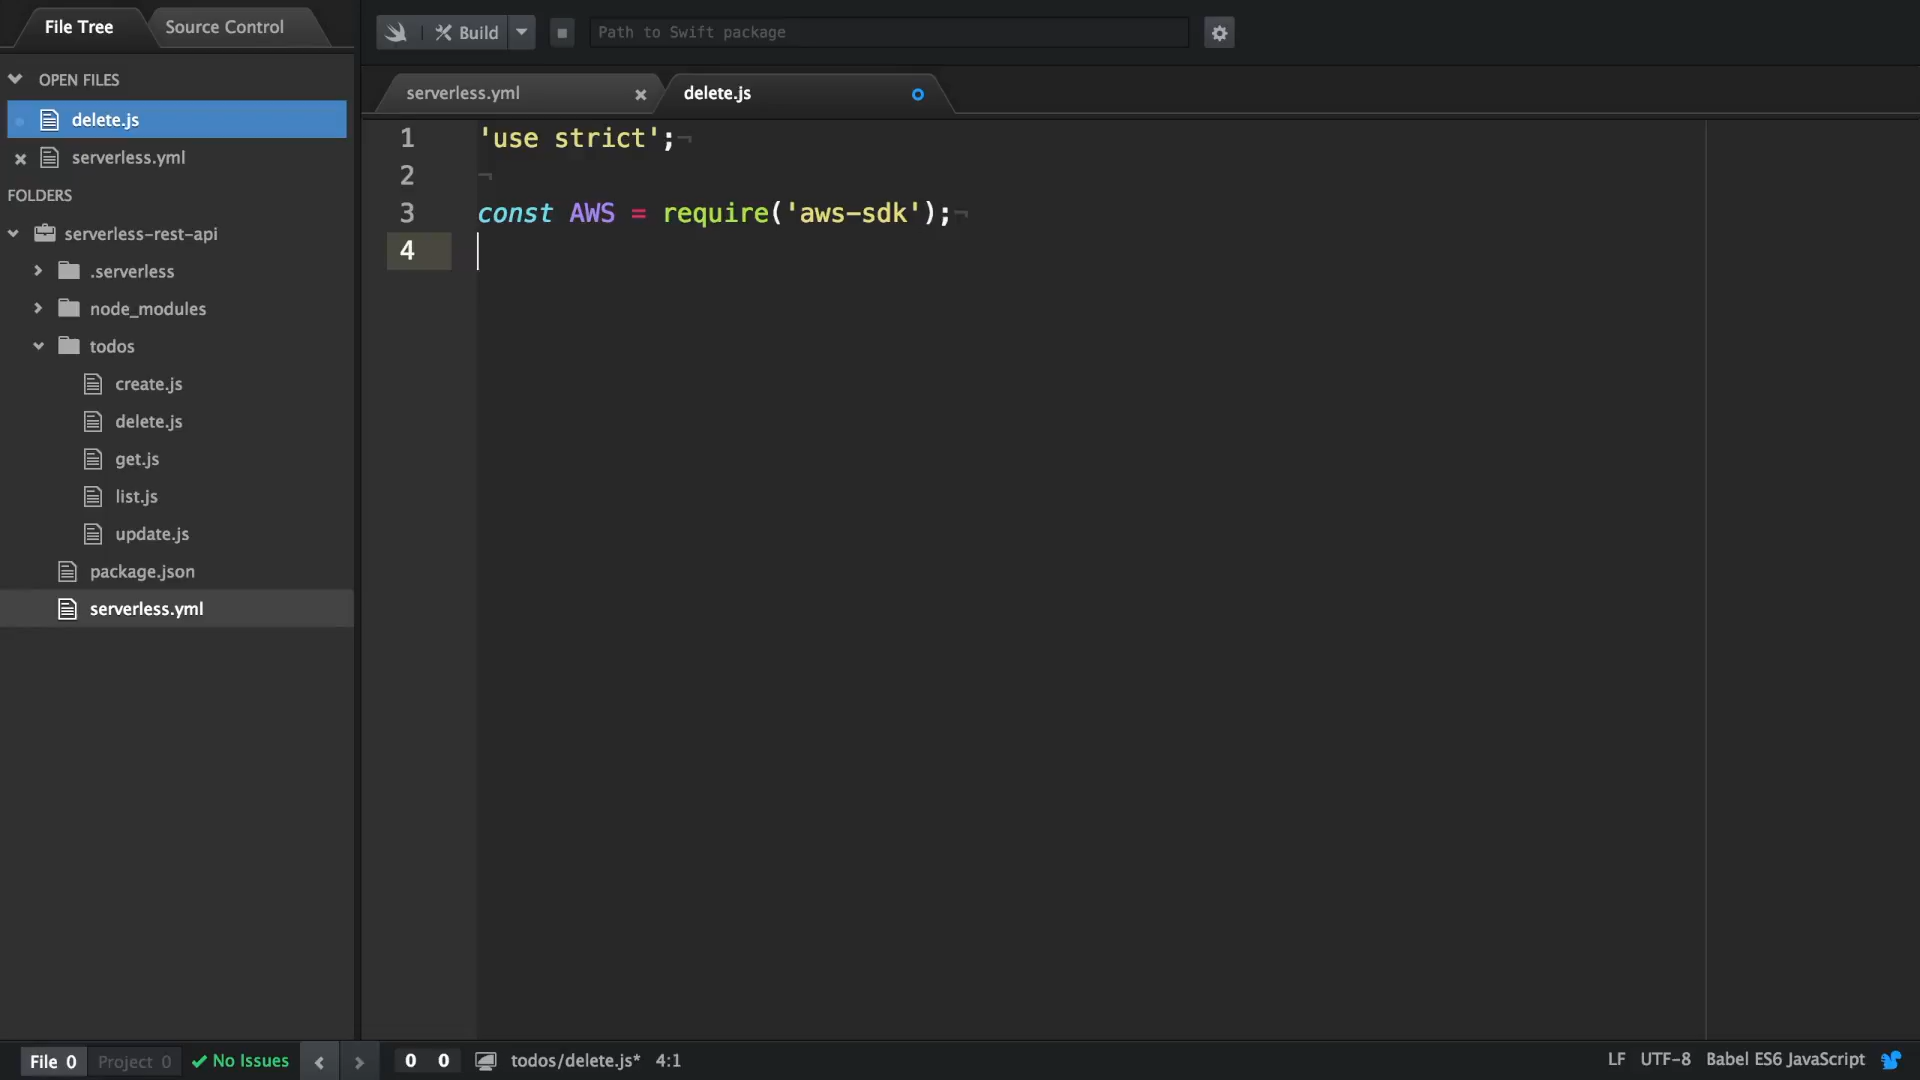 File Tree
Source Control
Build
Path to Swift package
OPEN FILES
delete.js
serverless.yml
FOLDERS
serverless-rest-api
.serverless
node_modules
todos
create.js
delete.js
get.js
list.js
update.js
package.json
serverless.yml
serverless.yml
delete.js
1 'use strict';¬
2 ¬
3 const AWS = require('aws-sdk');¬
4
File 0 Project 0 No Issues 0 0 todos/delete.js* 4:1 LF UTF-8 Babel ES6 JavaScript